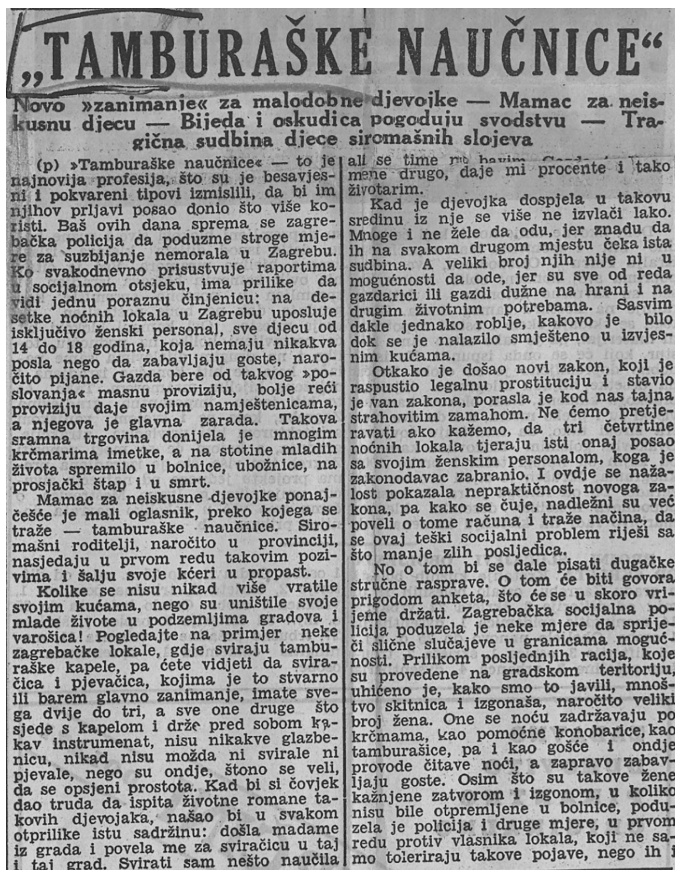 „TAMBURAŠKE NAUČNICE“
Novo »zanimanje« za malodobne djevojke — Mamac za neis-
kusnu djecu — Bijeda i oskudica pogoduju svodstvu — Tra-
gična sudbina djece siromašnih slojeva
(p) »Tamburaške naučnice« — to je
najnovija profesija, što su je besavjes-
ni i pokvareni tipovi izmislili, da bi im
njihov prljavi posao donio što više ko-
risti. Baš ovih dana sprema se zagre-
bačka policija da poduzme stroge mje-
re za suzbijanje nemorala u Zagrebu.
Ko svakodnevno prisustvuje raportima
u socijalnom otsjeku, ima prilike da
vidi jednu poraznu činjenicu: na de-
setke noćnih lokala u Zagrebu uposluje
isključivo ženski personal, sve djecu od
14 do 18 godina, koja nemaju nikakva
posla nego da zabavljaju goste, naro-
čito pijane. Gazda bere od takvog »po-
slovanja« masnu proviziju, bolje reći
proviziju daje svojim namještenicama,
a njegova je glavna zarada. Takova
sramna trgovina donijela je mnogim
krčmarima imetke, a na stotine mladih
života spremilo u bolnice, ubožnice, na
prosjački štap i u smrt.
Mamac za neiskusne djevojke ponaj-
češće je mali oglasnik, preko kojega se
traže — tamburaške naučnice. Siro-
mašni roditelji, naročito u provinciji,
nasjedaju u prvom redu takovim pozi-
vima i šalju svoje kćeri u propast.
Kolike se nisu nikad više vratile
svojim kućama, nego su uništile svoje
mlade živote u podzemljima gradova i
varošica! Pogledajte na primjer neke
zagrebačke lokale, gdje sviraju tambu-
raške kapele, pa ćete vidjeti da svira-
čica i pjevačica, kojima je to stvarno
ili barem glavno zanimanje, imate sve-
ga dvije do tri, a sve one druge što
sjede s kapelom i drže pred sobom ka-
kav instrumenat, nisu nikakve glazbe-
nicu, nikad nisu možda ni svirale ni
pjevale, nego su ondje, štono se veli,
da se opsjeni prostota. Kad bi si čovjek
dao truda da ispita životne romane ta-
kovih djevojaka, našao bi u svakom
otprilike istu sadržinu: došla madame
iz grada i povela me za sviračicu u taj
i taj grad. Svirati sam nešto naučila
ali se time ne bavim.
mene drugo, daje mi procente i tako
životarim.
Kad je djevojka dospjela u takovu
sredinu iz nje se više ne izvlači lako.
Mnoge i ne žele da odu, jer znadu da
ih na svakom drugom mjestu čeka ista
sudbina. A veliki broj njih nije ni u
mogućnosti da ode, jer su sve od reda
gazdarici ili gazdi dužne na hrani i na
drugim životnim potrebama. Sasvim
dakle jednako roblje, kakovo je bilo
dok se je nalazilo smješteno u izvjes-
nim kućama.
Otkako je došao novi zakon, koji je
raspustio legalnu prostituciju i stavio
je van zakona, porasla je kod nas tajna
strahovitim zamahom. Ne ćemo pretje-
ravati ako kažemo, da tri četvrtine
noćnih lokala tjeraju isti onaj posao
sa svojim ženskim personalom, koga je
zakonodavac zabranio. I ovdje se naža-
lost pokazala nepraktičnost novoga za-
kona, pa kako se čuje, nadležni su već
poveli o tome računa i traže načina, da
se ovaj teški socijalni problem riješi sa
što manje zlih posljedica.
No o tom bi se dale pisati dugačke
stručne rasprave. O tom će biti govora
prigodom anketa, što će se u skoro vri-
jeme držati. Zagrebačka socijalna po-
licija poduzela je neke mjere da sprije-
či slične slučajeve u granicama moguć-
nosti. Prilikom posljednjih racija, koje
su provedene na gradskom teritoriju,
uhićeno je, kako smo to javili, mnoš-
tvo skitnica i izgonaša, naročito veliki
broj žena. One se noću zadržavaju po
krčmama, kao pomoćne konobarice, kao
tamburašice, pa i kao gošće i ondje
provode čitave noći, a zapravo zabav-
ljaju goste. Osim što su takove žene
kažnjene zatvorom i izgonom, u koliko
nisu bile otpremljene u bolnice, podu-
zela je policija i druge mjere, u prvom
redu protiv vlasnika lokala, koji ne sa-
mo toleriraju takove pojave, nego ih i